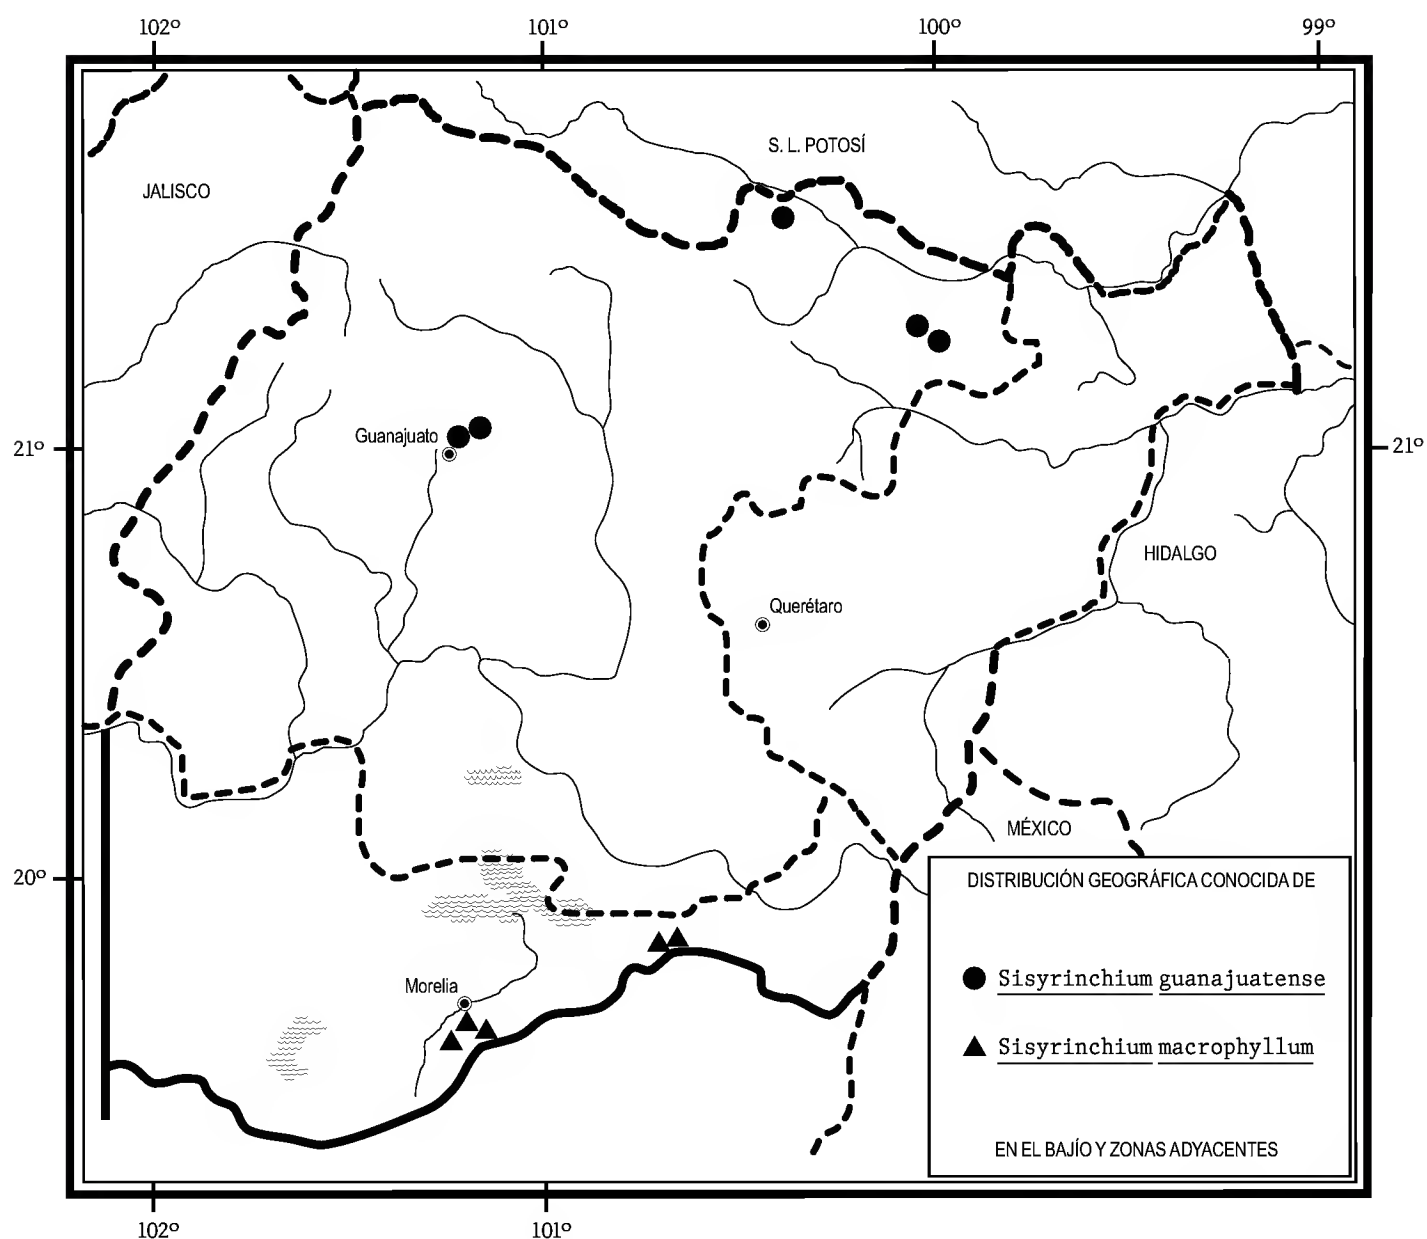 102º 101º 100º 99º
S. L. POTOSÍ
JALISCO
Guanajuato
21º 21º
HIDALGO
Querétaro
MÉXICO
20º
DISTRIBUCIÓN GEOGRÁFICA CONOCIDA DE
Sisyrinchium guanajuatense
Morelia
Sisyrinchium macrophyllum
EN EL BAJÍO Y ZONAS ADYACENTES
102º 101º